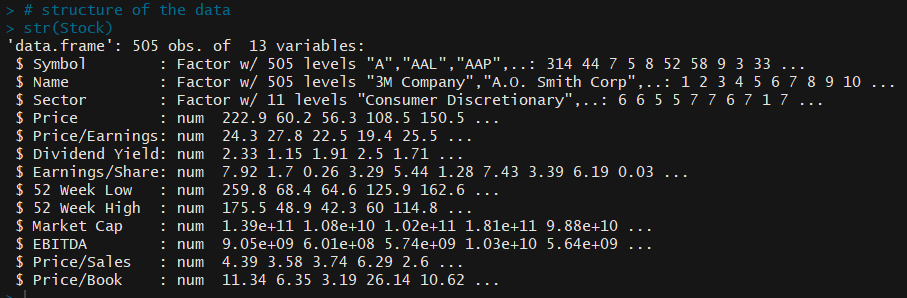 > # structure of the data
> str(Stock)
'data.frame': 505 obs. of  13 variables:
 $ Symbol        : Factor w/ 505 levels "A","AAL","AAP",..: 314 44 7 5 8 52 58 9 3 33 ...
 $ Name          : Factor w/ 505 levels "3M Company","A.O. Smith Corp",..: 1 2 3 4 5 6 7 8 9 10 ...
 $ Sector        : Factor w/ 11 levels "Consumer Discretionary",..: 6 6 5 5 7 7 6 7 1 7 ...
 $ Price         : num  222.9 60.2 56.3 108.5 150.5 ...
 $ Price/Earnings: num  24.3 27.8 22.5 19.4 25.5 ...
 $ Dividend Yield: num  2.33 1.15 1.91 2.5 1.71 ...
 $ Earnings/Share: num  7.92 1.7 0.26 3.29 5.44 1.28 7.43 3.39 6.19 0.03 ...
 $ 52 Week Low   : num  259.8 68.4 64.6 125.9 162.6 ...
 $ 52 Week High  : num  175.5 48.9 42.3 60 114.8 ...
 $ Market Cap    : num  1.39e+11 1.08e+10 1.02e+11 1.81e+11 9.88e+10 ...
 $ EBITDA        : num  9.05e+09 6.01e+08 5.74e+09 1.03e+10 5.64e+09 ...
 $ Price/Sales   : num  4.39 3.58 3.74 6.29 2.6 ...
 $ Price/Book    : num  11.34 6.35 3.19 26.14 10.62 ...
>